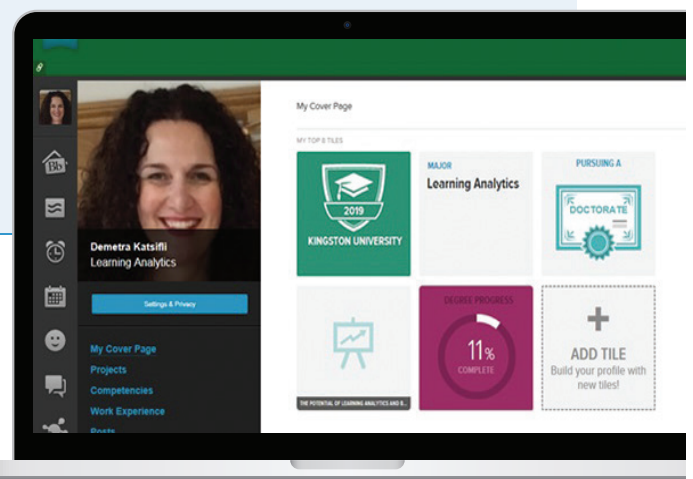 Bb
Demetra Katsifli
Learning Analytics
Settings & Privacy
My Cover Page
Projects
Competencies
Work Experience
Posts
My Cover Page
MY TOP 8 TILES
2019
KINGSTON UNIVERSITY
MAJOR
Learning Analytics
PURSUING A
DOCTORATE
THE POTENTIAL OF LEARNING ANALYTICS AND B...
DEGREE PROGRESS
11%
COMPLETE
+
ADD TILE
Build your profile with
new tiles!